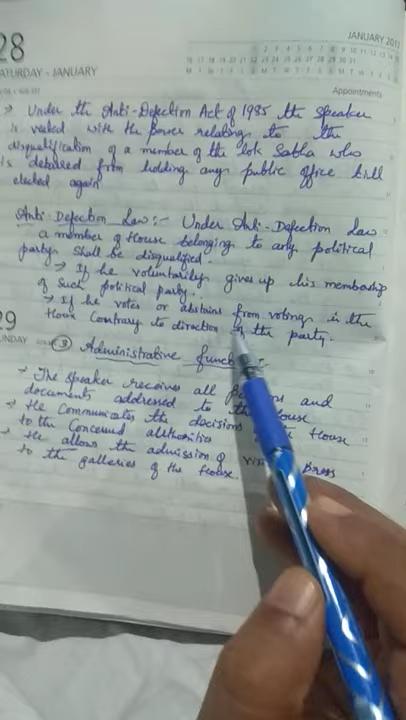 28
SATURDAY - JANUARY
JANUARY 201
Appointments
→ Under the Anti-Defection Act of 1985 the speaker
is vested with the Power relating to the
disqualification of a member of the lok Sabha who
is debarred from holding any public office till
elected again
Anti-Defection Law:- Under Anti-Defection Law
a member of House belonging to any political
party shall be disqualified.
→ If he voluntarily gives up his membership
of such political party.
→ If he votes or abstains from voting in the
House Contrary to direction of the party.
29
SUNDAY - JANUARY
③ Administrative
→ The speaker receives all and
documents addressed to the House
→ He Communicates the decisions House
to the Concerned authorities
→ He allows the admission of press
to the galleries of the House.